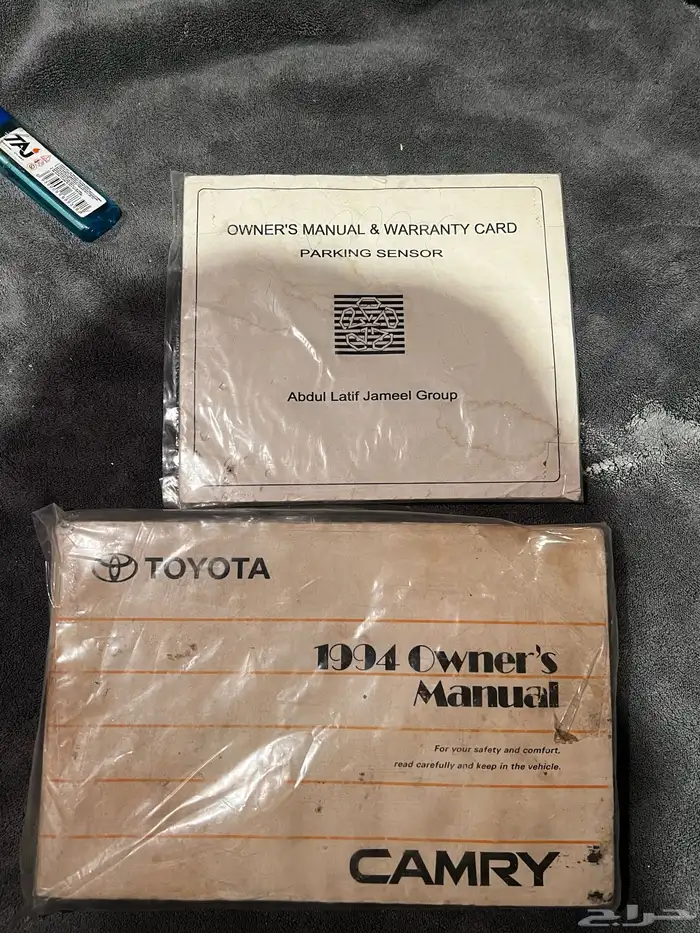 TAJ
OWNER'S MANUAL & WARRANTY CARD
PARKING SENSOR
Abdul Latif Jameel Group
TOYOTA
1994 Owner's
Manual
For your safety and comfort,
read carefully and keep in the vehicle.
CAMRY
حراج